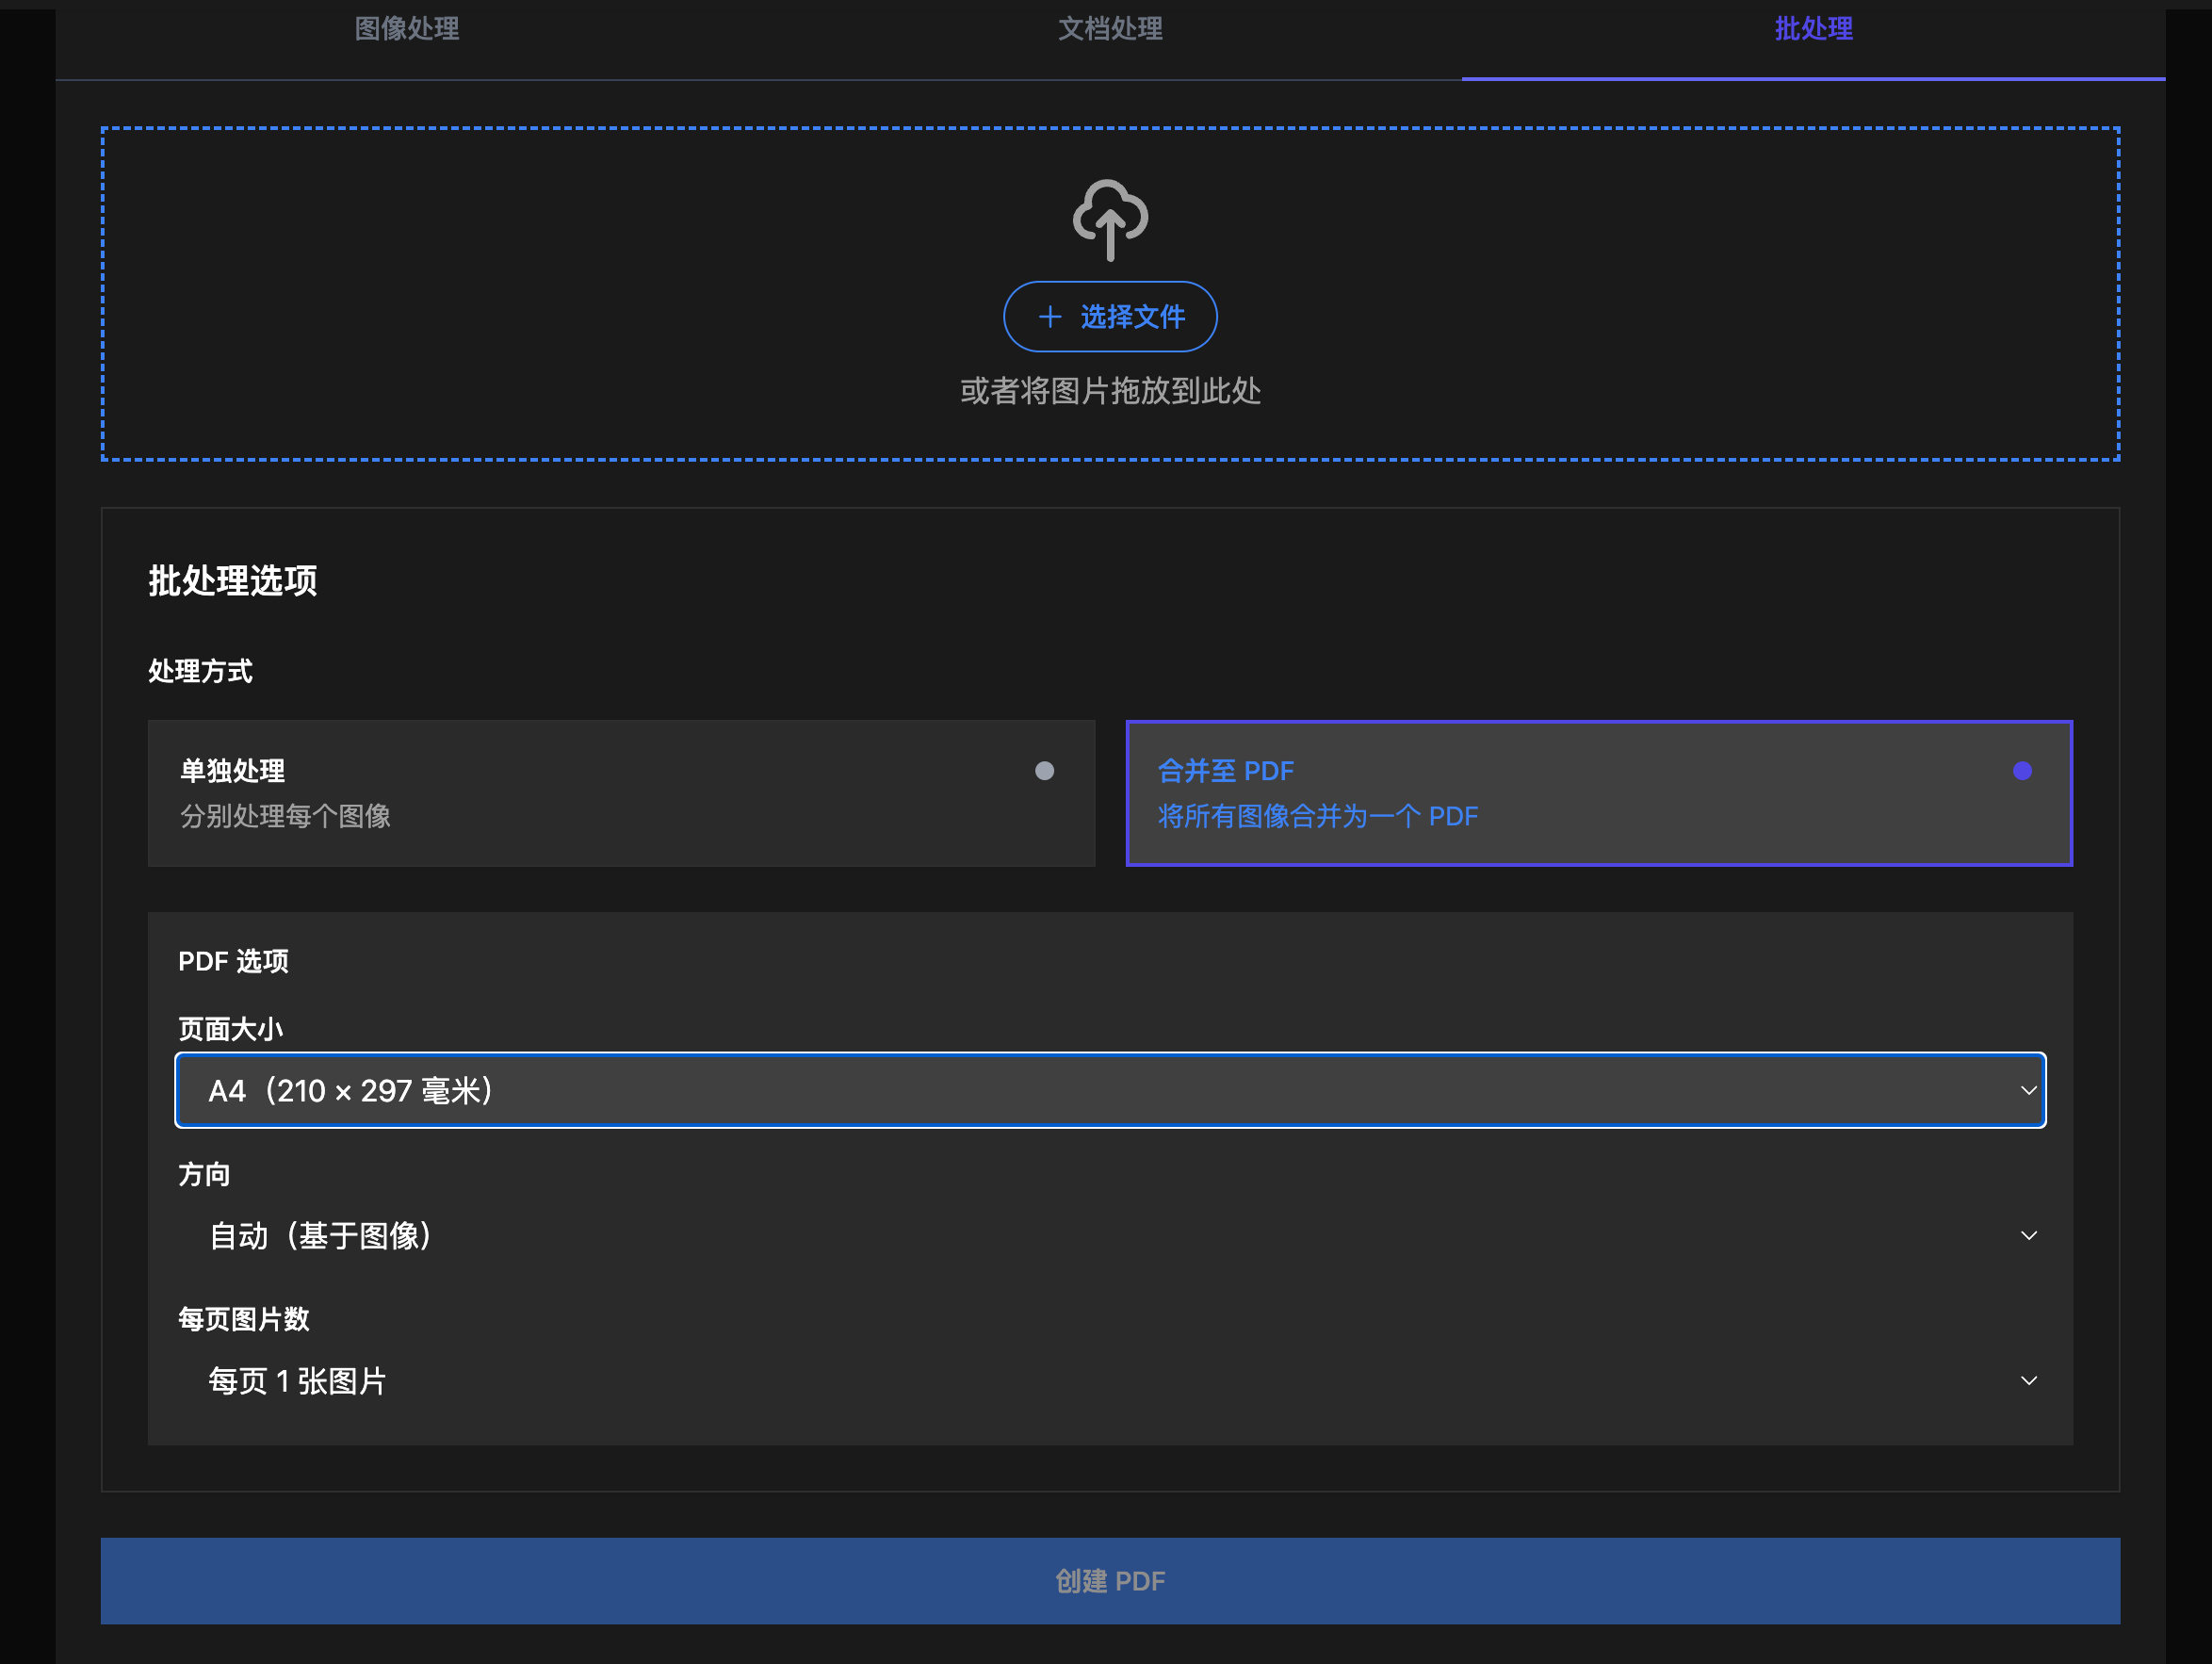 图像处理
文档处理
批处理
选择文件
或者将图片拖放到此处
批处理选项
处理方式
单独处理
分别处理每个图像
合并至 PDF
将所有图像合并为一个 PDF
PDF 选项
页面大小
A4（210 × 297 毫米）
方向
自动（基于图像）
每页图片数
每页 1 张图片
创建 PDF